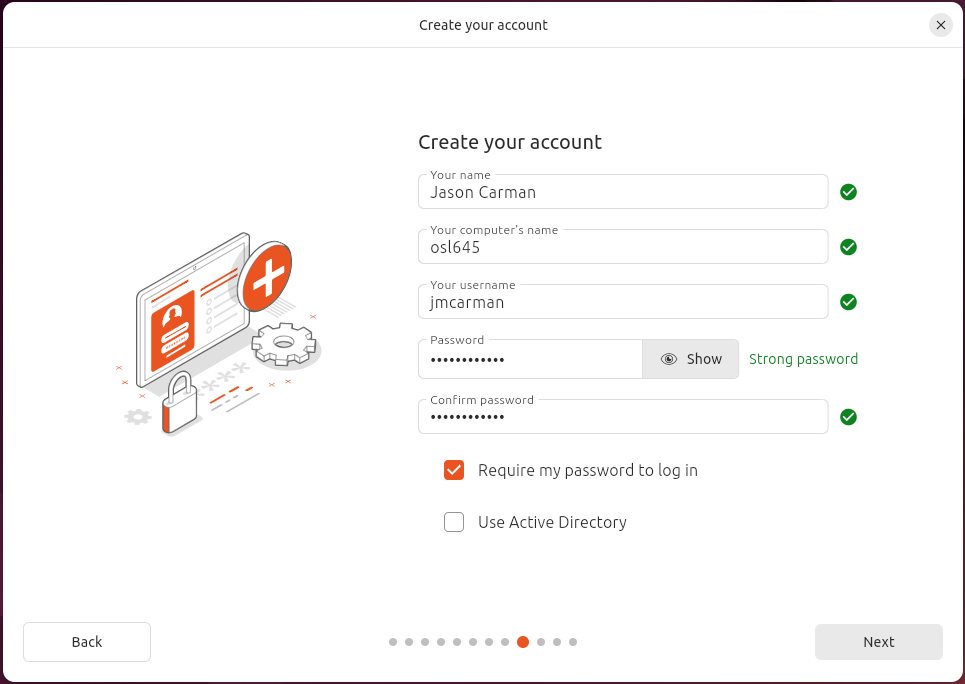 Create your account
Create your account
Your name
Jason Carman
Your computer's name
osl645
Your username
jmcarman
Password
••••••••••••
Show
Strong password
Confirm password
••••••••••••
Require my password to log in
Use Active Directory
Back
Next